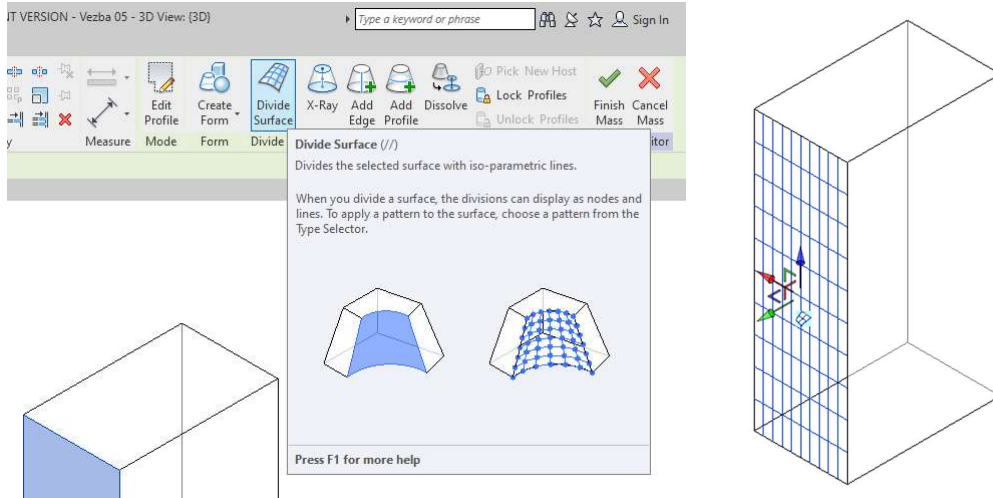 NT VERSION - Vezba 05 - 3D View: {3D}
Type a keyword or phrase
Sign In
Edit Profile
Create Form
Divide Surface
X-Ray
Add Edge
Add Profile
Dissolve
Pick New Host
Lock Profiles
Unlock Profiles
Finish Mass
Cancel Mass
y
Measure
Mode
Form
Divide
itor
Divide Surface (//)
Divides the selected surface with iso-parametric lines.
When you divide a surface, the divisions can display as nodes and
lines. To apply a pattern to the surface, choose a pattern from the
Type Selector.
Press F1 for more help